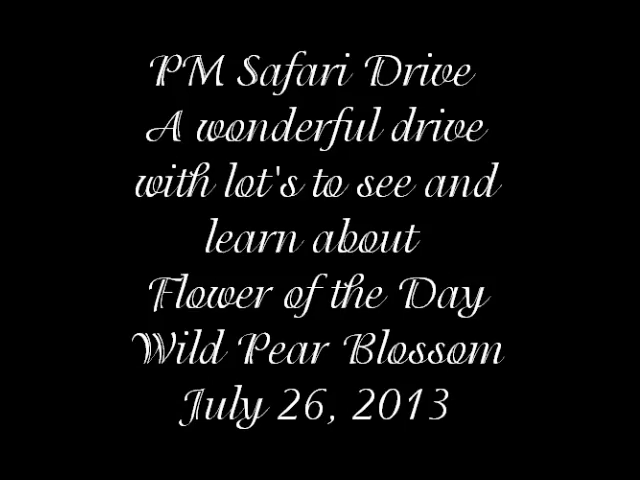 PM Safari Drive
A wonderful drive
with lot's to see and
learn about
Flower of the Day
Wild Pear Blossom
July 26, 2013